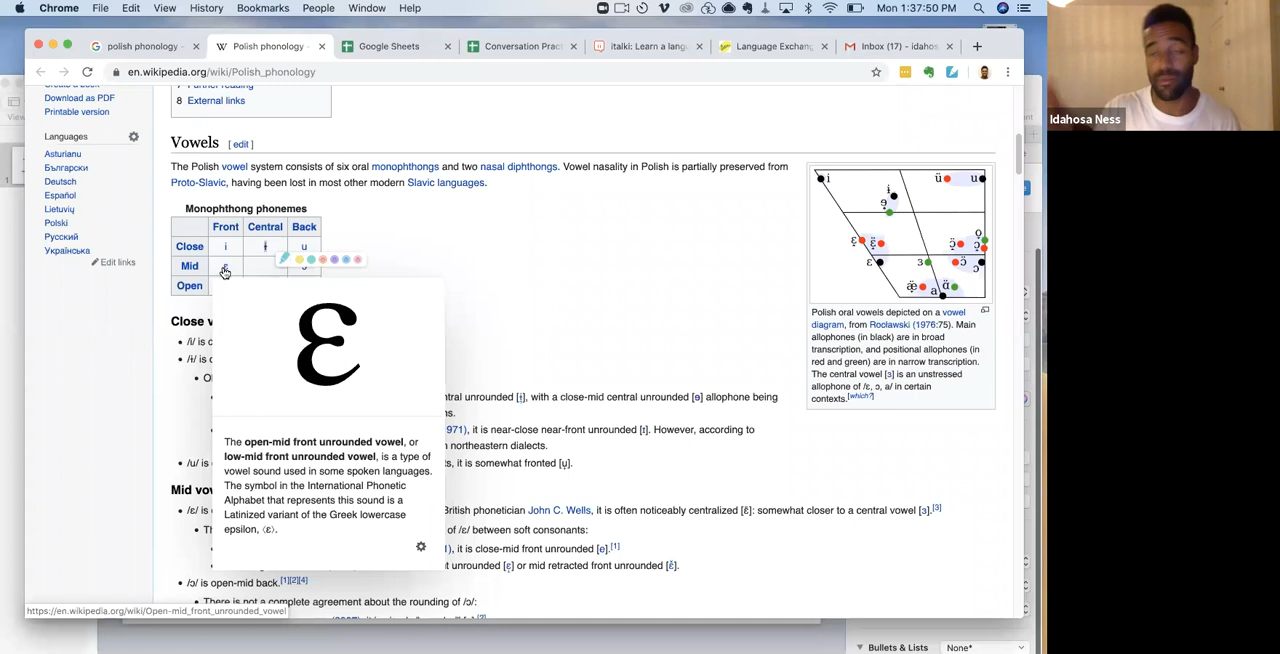 Chrome File Edit View History Bookmarks People Window Help Mon 1:37:50 PM
polish phonology - Polish phonology - Google Sheets Conversation Prac italki: Learn a langu Language Exchang Inbox (17) - idahos
en.wikipedia.org/wiki/Polish_phonology
Download as PDF
Printable version
Languages
Asturianu
Български
Deutsch
Español
Lietuvių
Polski
Русский
Українська
Edit links
8 External links
Vowels [ edit ]
The Polish vowel system consists of six oral monophthongs and two nasal diphthongs. Vowel nasality in Polish is partially preserved from
Proto-Slavic, having been lost in most other modern Slavic languages.
Monophthong phonemes
Front Central Back
Close i ɨ u
Mid ɛ
Open
Close v
• /i/ is c
• /ɨ/ is c
ntral unrounded [ɨ], with a close-mid central unrounded [ɘ] allophone being
ns.
971), it is near-close near-front unrounded [ɪ]. However, according to
northeastern dialects.
• /u/ is
ts, it is somewhat fronted [u̟].
Mid vow
• /ɛ/ is
British phonetician John C. Wells, it is often noticeably centralized [ɛ̈]: somewhat closer to a central vowel [ɜ].[3]
of /ɛ/ between soft consonants:
), it is close-mid front unrounded [e].[1]
nt unrounded [ɛ̝] or mid retracted front unrounded
• /ɔ/ is open-mid back.[1][2][4]
◦ There is not a complete agreement about the rounding of /ɔ/:
ɛ
The open-mid front unrounded vowel, or
low-mid front unrounded vowel, is a type of
vowel sound used in some spoken languages.
The symbol in the International Phonetic
Alphabet that represents this sound is a
Latinized variant of the Greek lowercase
epsilon, ⟨ɛ⟩.
i ü u
ɨ
ɛ ɜ ɔ
a
Polish oral vowels depicted on a vowel
diagram, from Rocławski (1976:75). Main
allophones (in black) are in broad
transcription, and positional allophones (in
red and green) are in narrow transcription.
The central vowel [ɜ] is an unstressed
allophone of /ɛ, ɔ, a/ in certain
contexts.[which?]
https://en.wikipedia.org/wiki/Open-mid_front_unrounded_vowel
Bullets & Lists None*
Idahosa Ness